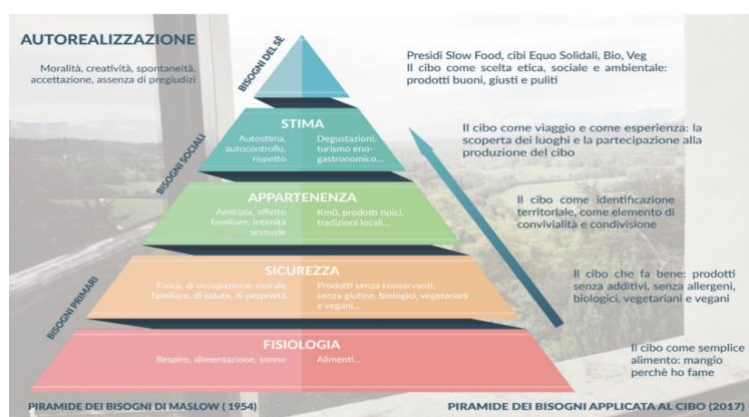 AUTOREALIZZAZIONE
Moralità, creatività, spontaneità,
accettazione, assenza di pregiudizi
BISOGNI DEL SÈ
Presidi Slow Food, cibi Equo Solidali, Bio, Veg
Il cibo come scelta etica, sociale e ambientale:
prodotti buoni, giusti e puliti
STIMA
Autostima,
autocontrollo,
rispetto
Degustazioni,
turismo eno-
gastronomico...
Il cibo come viaggio e come esperienza: la
scoperta dei luoghi e la partecipazione alla
produzione del cibo
BISOGNI SOCIALI
APPARTENENZA
Amicizia, affetto
familiare, intimità
sessuale
Km0, prodotti tipici,
tradizioni locali...
Il cibo come identificazione
territoriale, come elemento di
convivialità e condivisione
SICUREZZA
Fisica, di occupazione, morale
familiare, di salute, di proprietà
Prodotti senza conservanti,
senza glutine, biologici, vegetariani
e vegani...
Il cibo che fa bene: prodotti
senza additivi, senza allergeni,
biologici, vegetariani e vegani
BISOGNI PRIMARI
FISIOLOGIA
Respiro, alimentazione, sonno
Alimenti...
Il cibo come semplice
alimento: mangio
perchè ho fame
PIRAMIDE DEI BISOGNI DI MASLOW ( 1954)
PIRAMIDE DEI BISOGNI APPLICATA AL CIBO (2017)